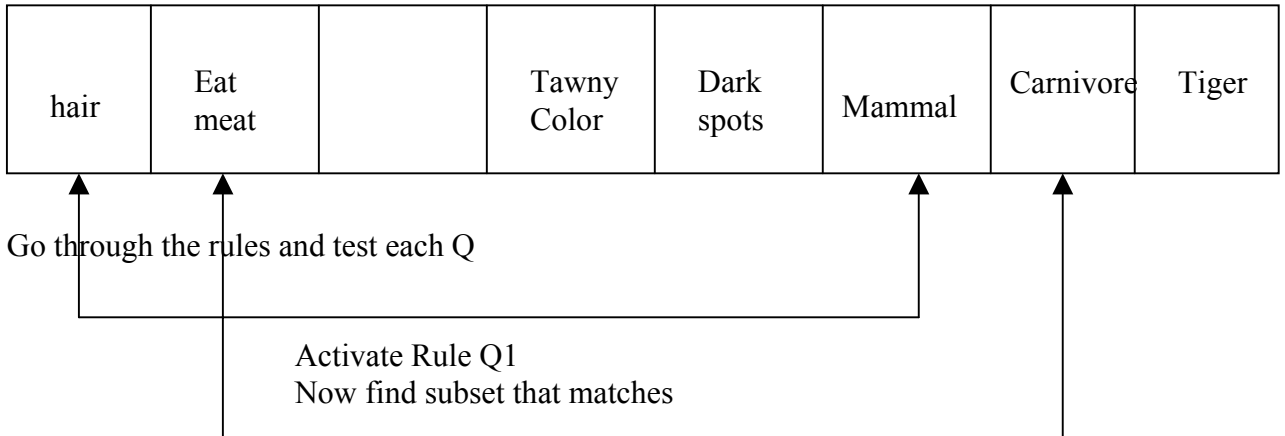 hair
Eat
meat
Tawny
Color
Dark
spots
Mammal
Carnivore
Tiger
Go through the rules and test each Q
Activate Rule Q1
Now find subset that matches